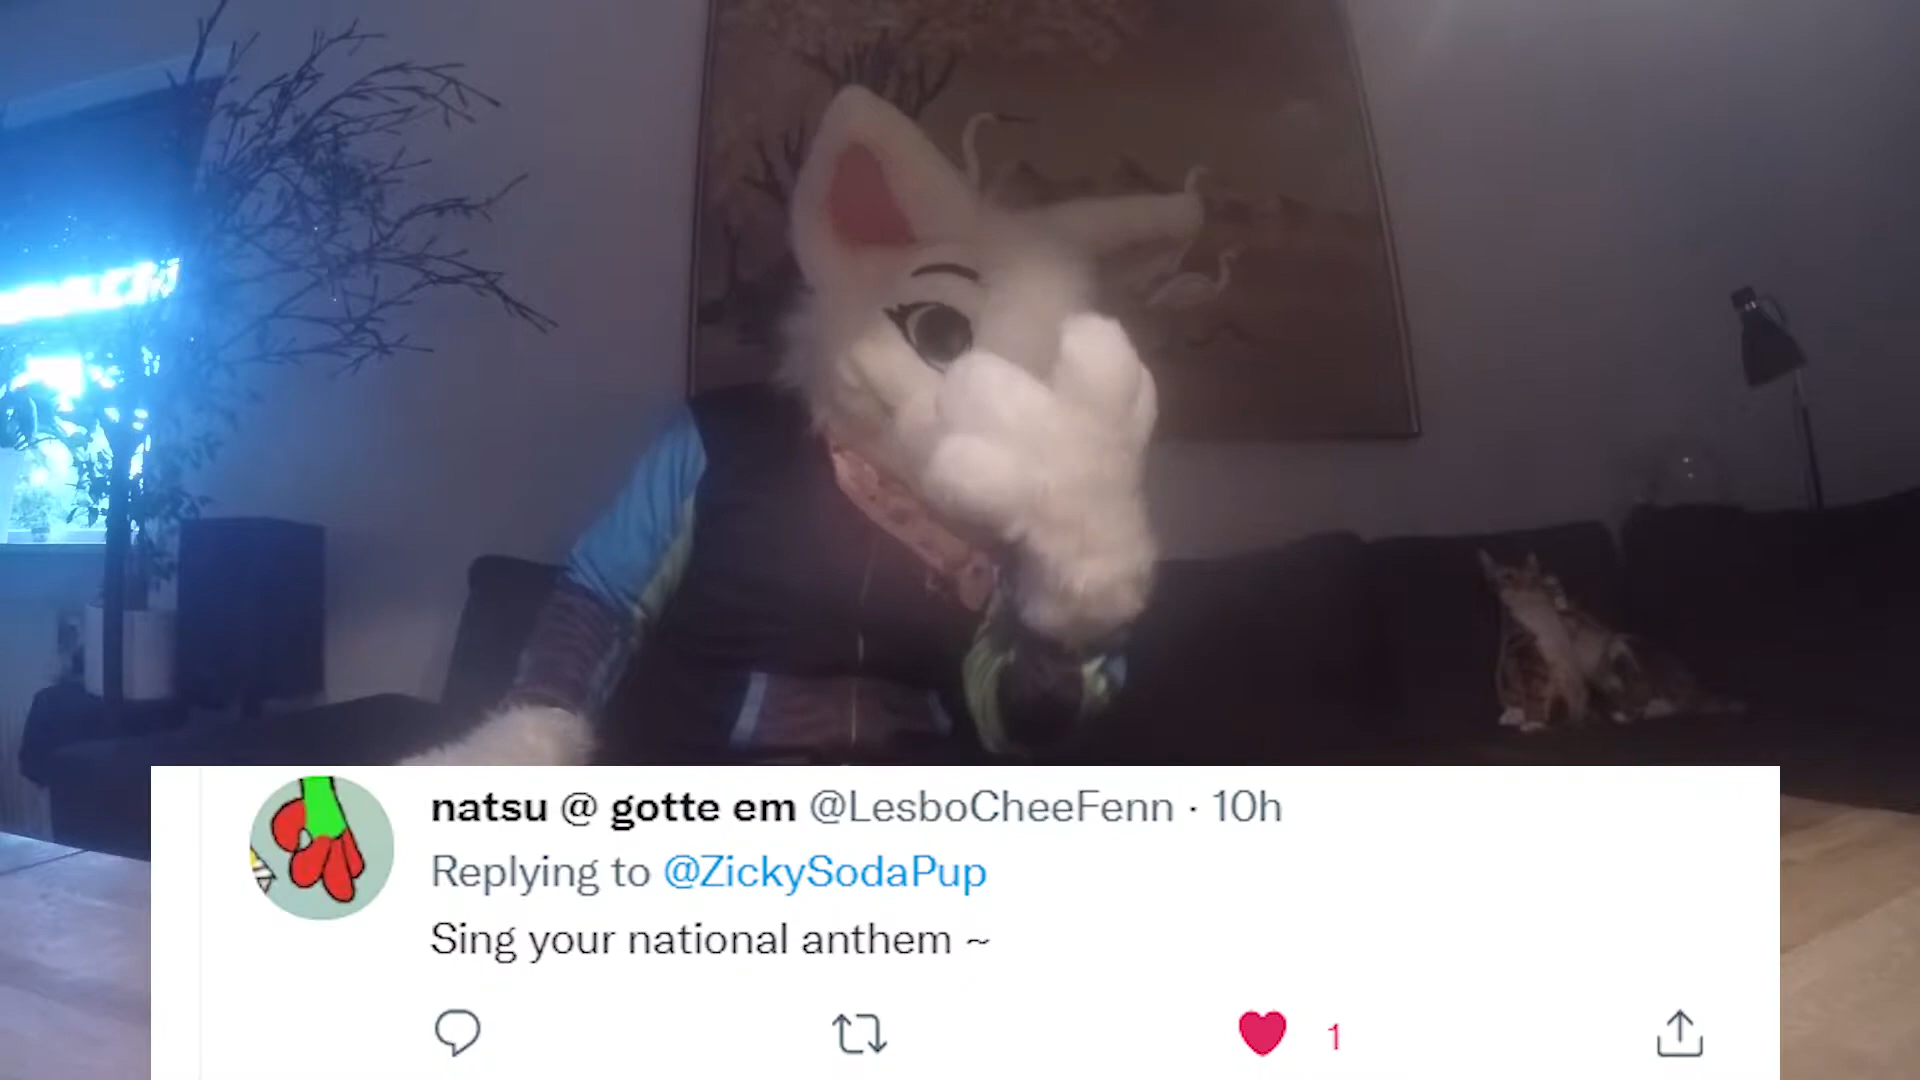 natsu @ gotte em @LesboCheeFenn · 10h
Replying to @ZickySodaPup
Sing your national anthem ~
1